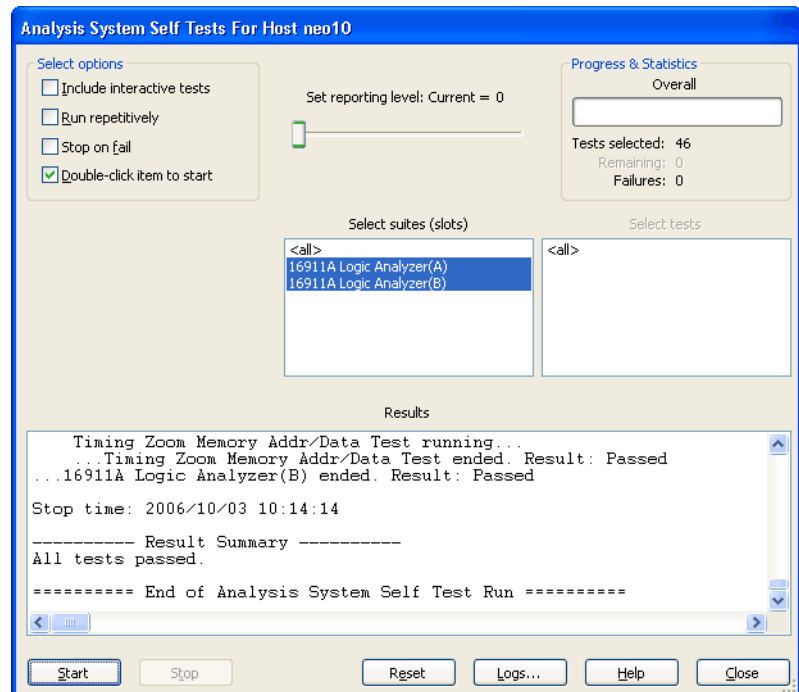 Analysis System Self Tests For Host neo10
Select options
Include interactive tests
Run repetitively
Stop on fail
Double-click item to start
Set reporting level: Current = 0
Progress & Statistics
Overall
Tests selected: 46
Remaining: 0
Failures: 0
Select suites (slots)
<all>
16911A Logic Analyzer(A)
16911A Logic Analyzer(B)
Select tests
<all>
Results
Timing Zoom Memory Addr/Data Test running...
...Timing Zoom Memory Addr/Data Test ended. Result: Passed
...16911A Logic Analyzer(B) ended. Result: Passed
Stop time: 2006/10/03 10:14:14
---------- Result Summary ----------
All tests passed.
========== End of Analysis System Self Test Run ==========
Start Stop Reset Logs... Help Close